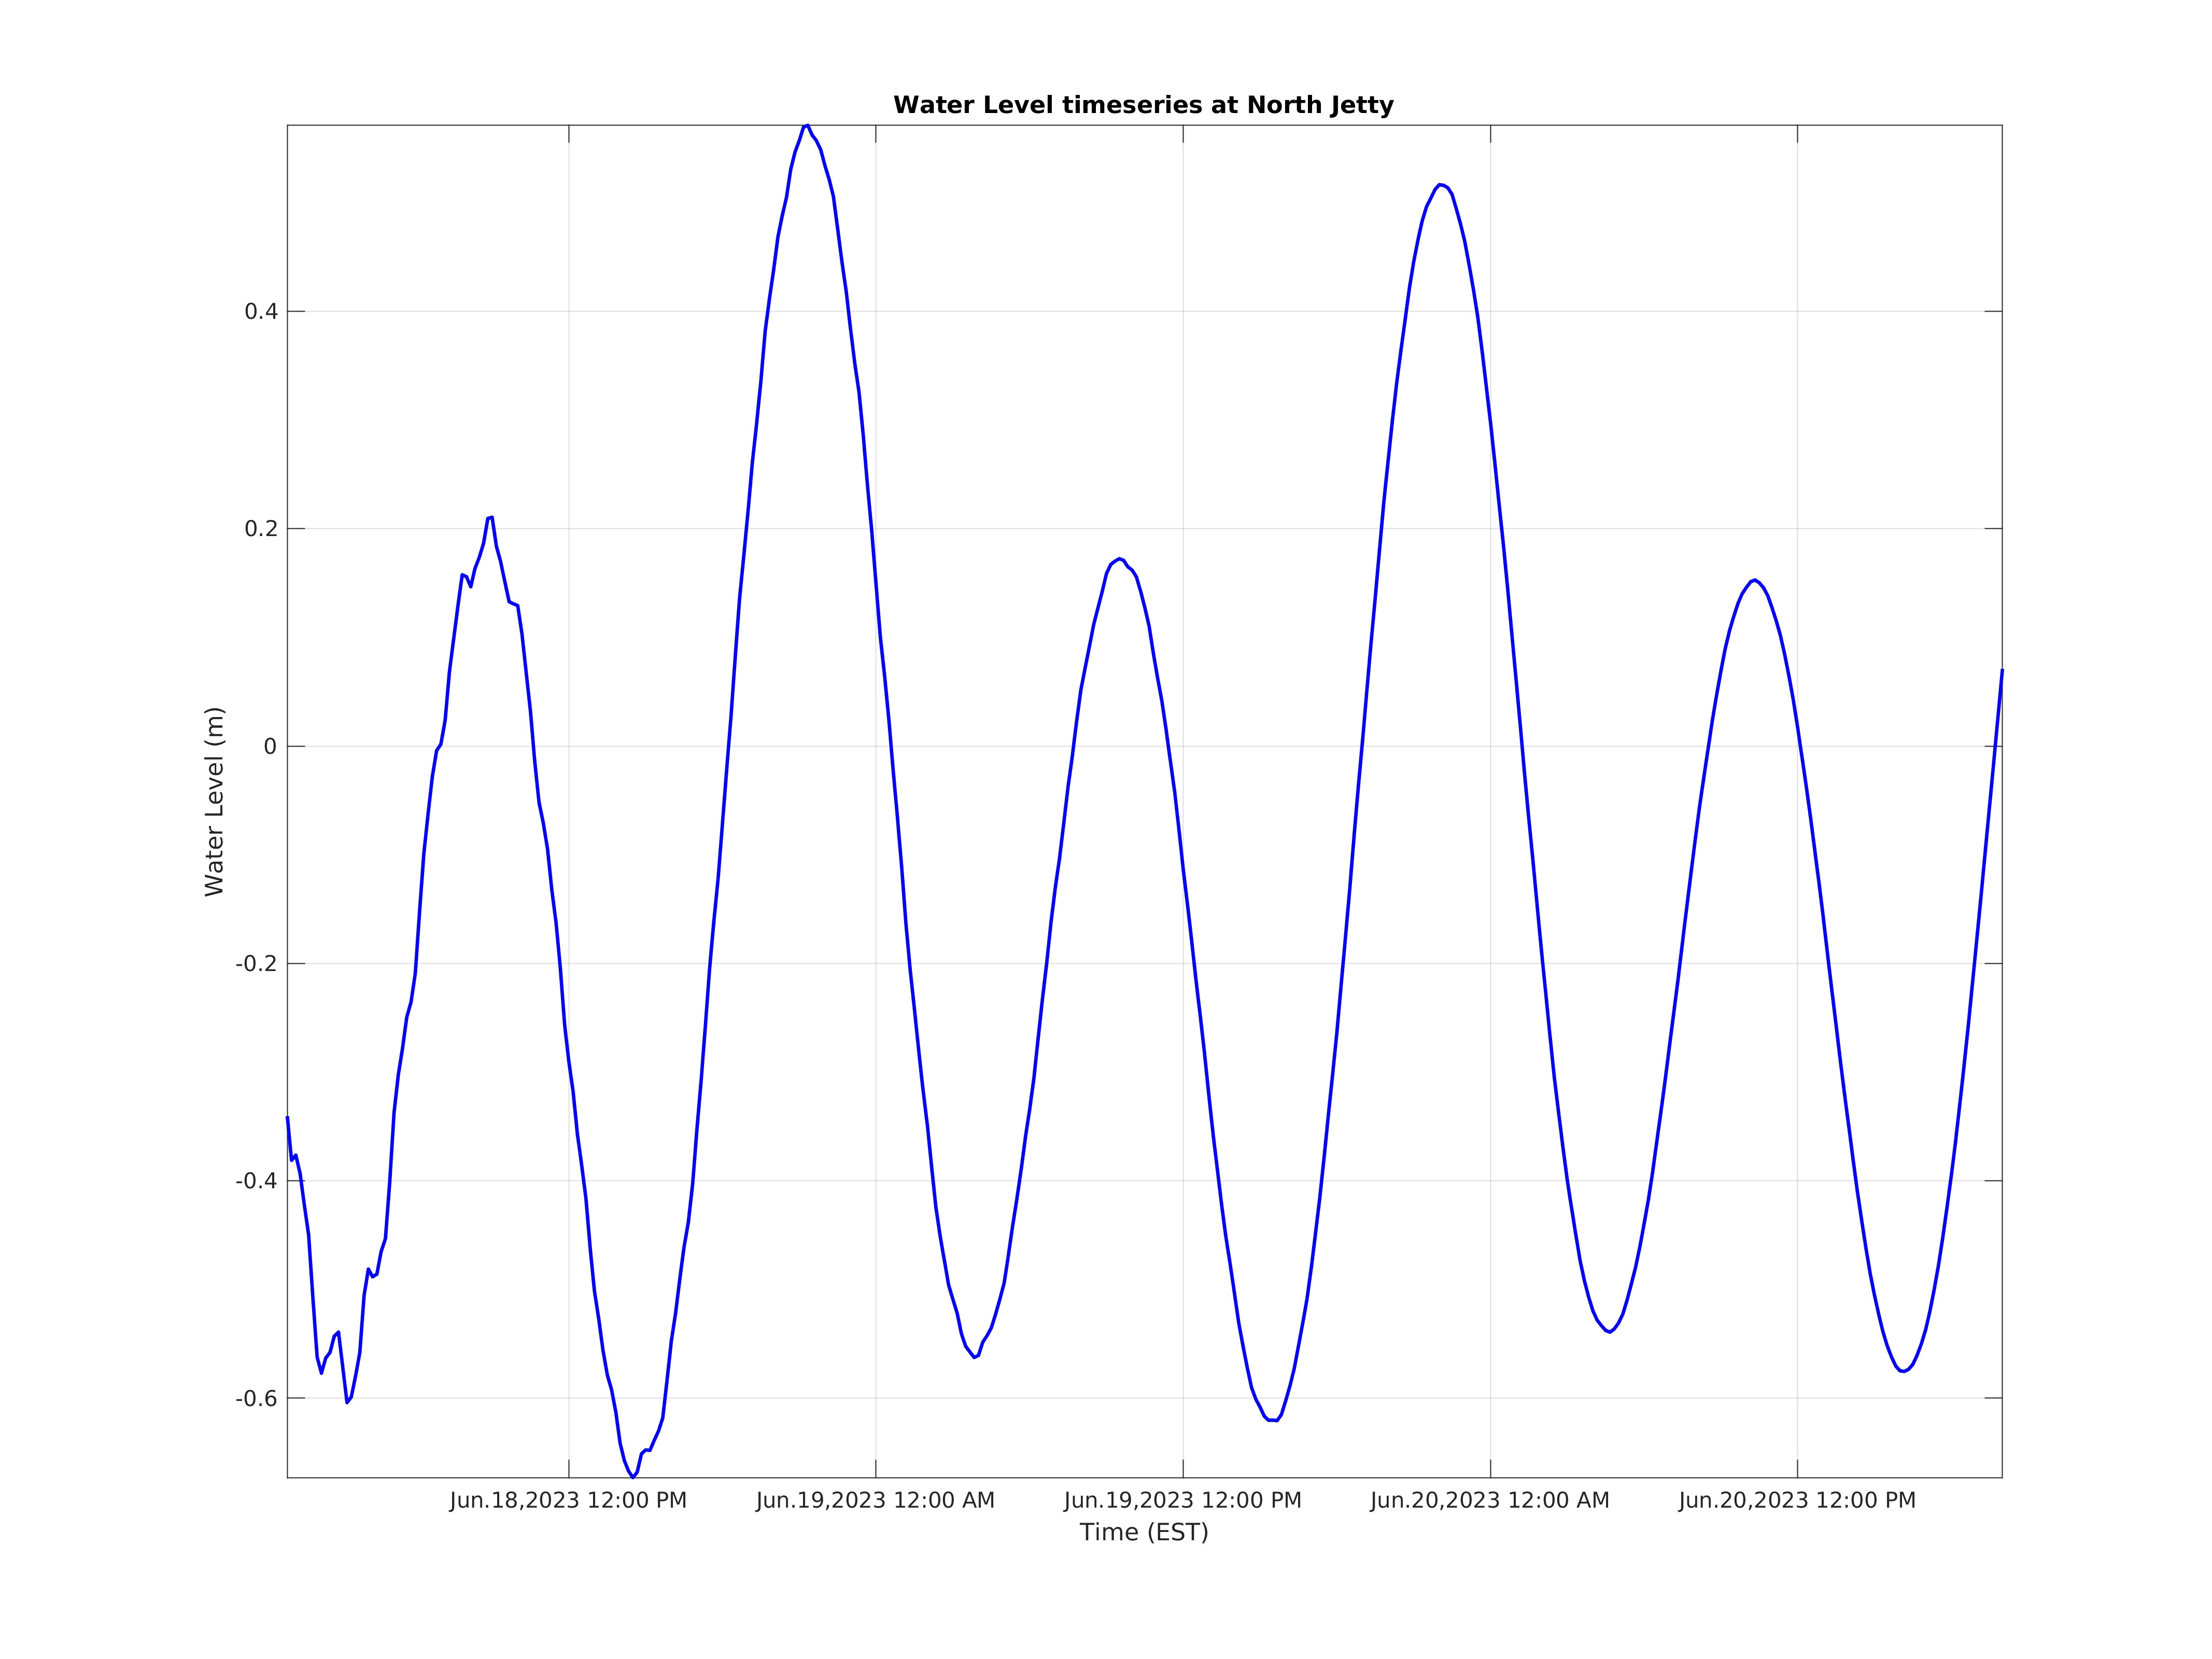 Water Level timeseries at North Jetty
0.4
0.2
0
-0.2
-0.4
-0.6
Water Level (m)
Jun.18,2023 12:00 PM
Jun.19,2023 12:00 AM
Jun.19,2023 12:00 PM
Jun.20,2023 12:00 AM
Jun.20,2023 12:00 PM
Time (EST)